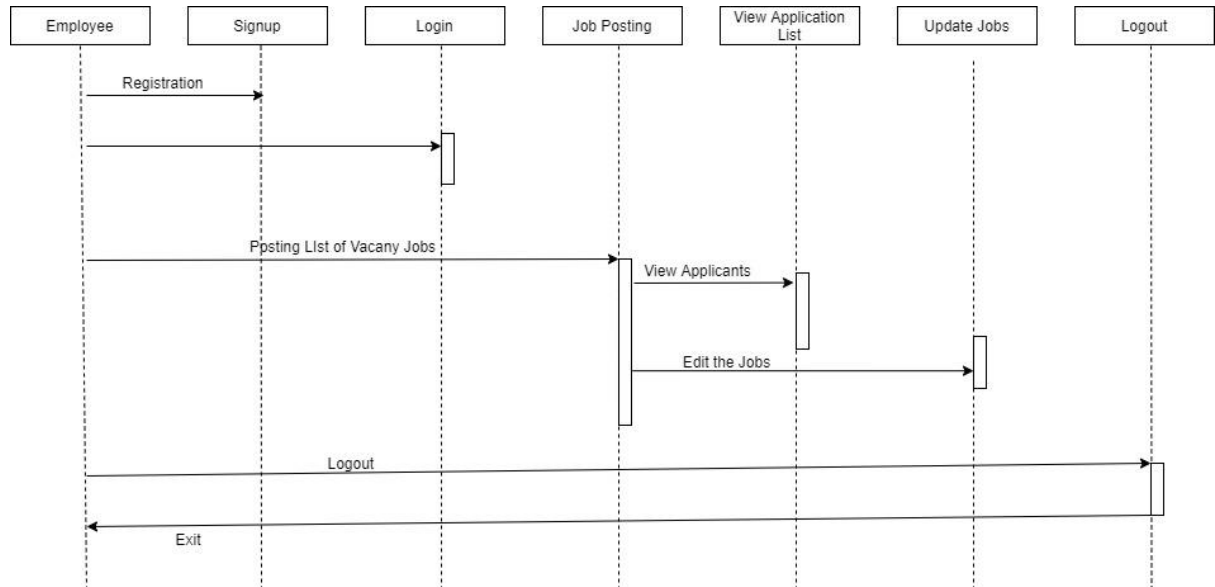 Employee
Signup
Login
Job Posting
View Application
List
Update Jobs
Logout
Registration
Posting LIst of Vacany Jobs
View Applicants
Edit the Jobs
Logout
Exit